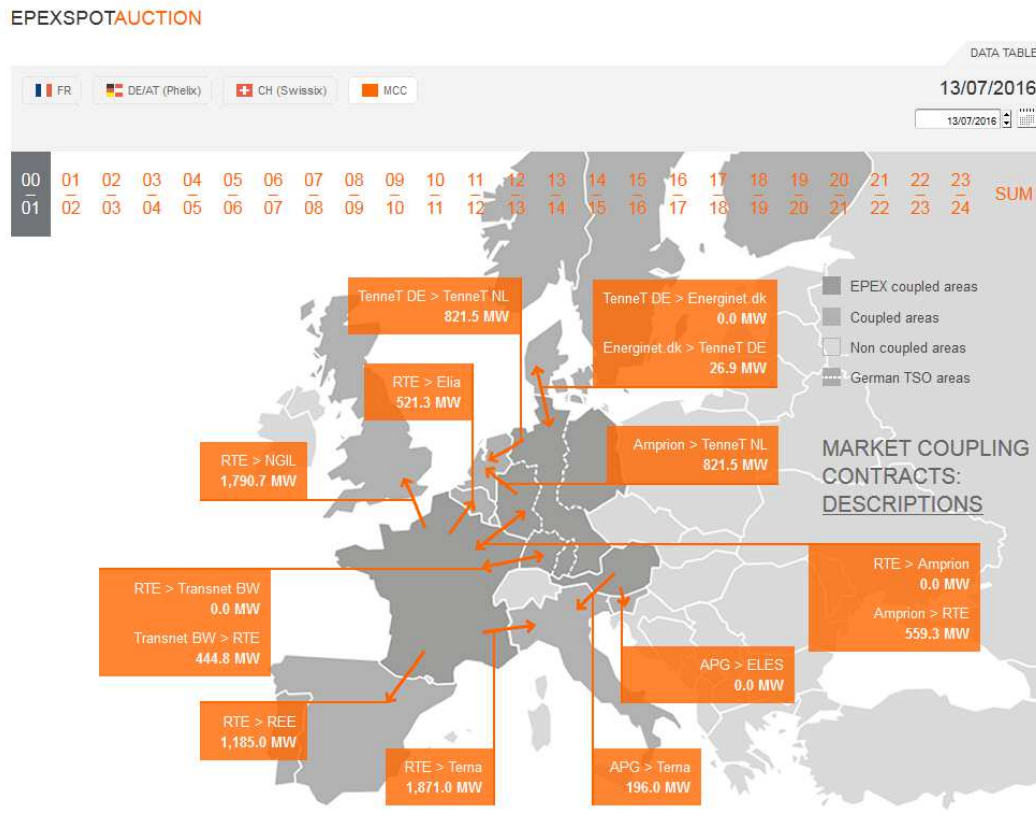 EPEXSPOTAUCTION
DATA TABLE
FR
DE/AT (Phelix)
CH (Swissix)
MCC
13/07/2016
13/07/2016
00 01 02 03 04 05 06 07 08 09 10 11 12 13 14 15 16 17 18 19 20 21 22 23
01 02 03 04 05 06 07 08 09 10 11 12 13 14 15 16 17 18 19 20 21 22 23 24
SUM
EPEX coupled areas
Coupled areas
Non coupled areas
German TSO areas
TenneT DE > TenneT NL
821.5 MW
TenneT DE > Energinet.dk
0.0 MW
Energinet.dk > TenneT DE
26.9 MW
RTE > Elia
521.3 MW
RTE > NGIL
1,790.7 MW
Amprion > TenneT NL
821.5 MW
MARKET COUPLING
CONTRACTS:
DESCRIPTIONS
RTE > Transnet BW
0.0 MW
Transnet BW > RTE
444.8 MW
RTE > Amprion
0.0 MW
Amprion > RTE
559.3 MW
APG > ELES
0.0 MW
RTE > REE
1,185.0 MW
RTE > Terna
1,871.0 MW
APG > Terna
196.0 MW